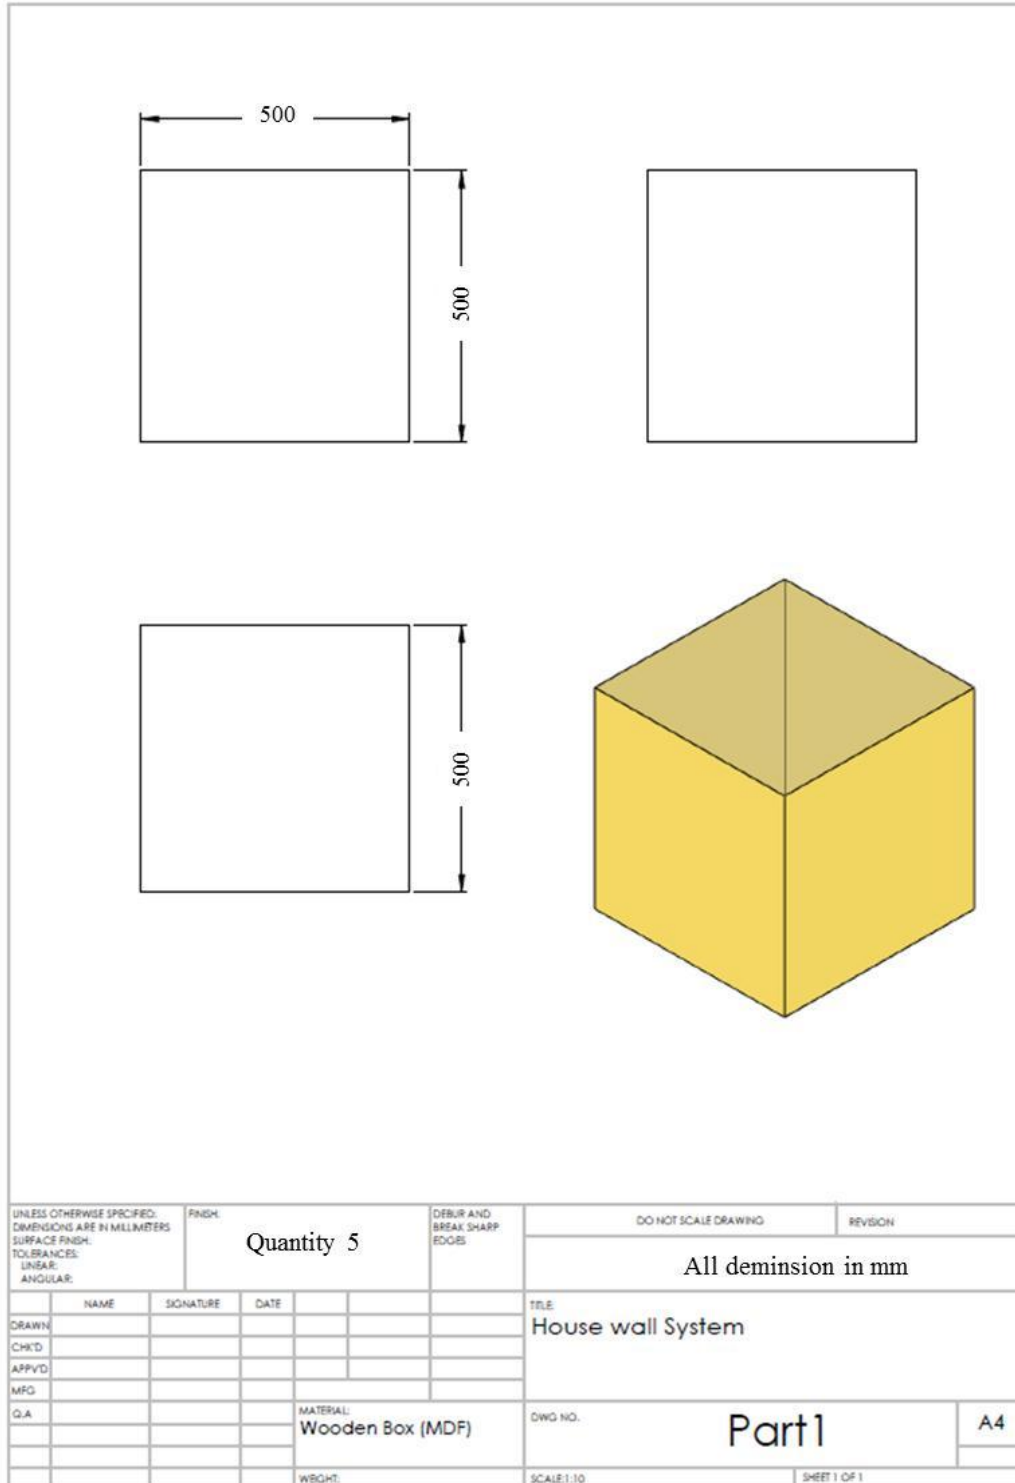 500
500
500
UNLESS OTHERWISE SPECIFIED:
DIMENSIONS ARE IN MILLIMETERS
SURFACE FINISH:
TOLERANCES:
LINEAR:
ANGULAR:
FINISH:
Quantity 5
DEBUR AND
BREAK SHARP
EDGES
DO NOT SCALE DRAWING
REVISION
All deminsion in mm
NAME
SIGNATURE
DATE
DRAWN
CHK'D
APPV'D
MFG
Q.A
TITLE:
House wall System
MATERIAL:
Wooden Box (MDF)
DWG NO.
Part1
A4
WEIGHT:
SCALE:1:10
SHEET 1 OF 1